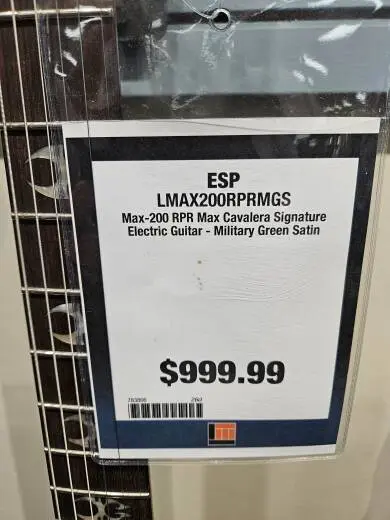 ESP
LMAX200RPRMGS
Max-200 RPR Max Cavalera Signature
Electric Guitar - Military Green Satin
$999.99